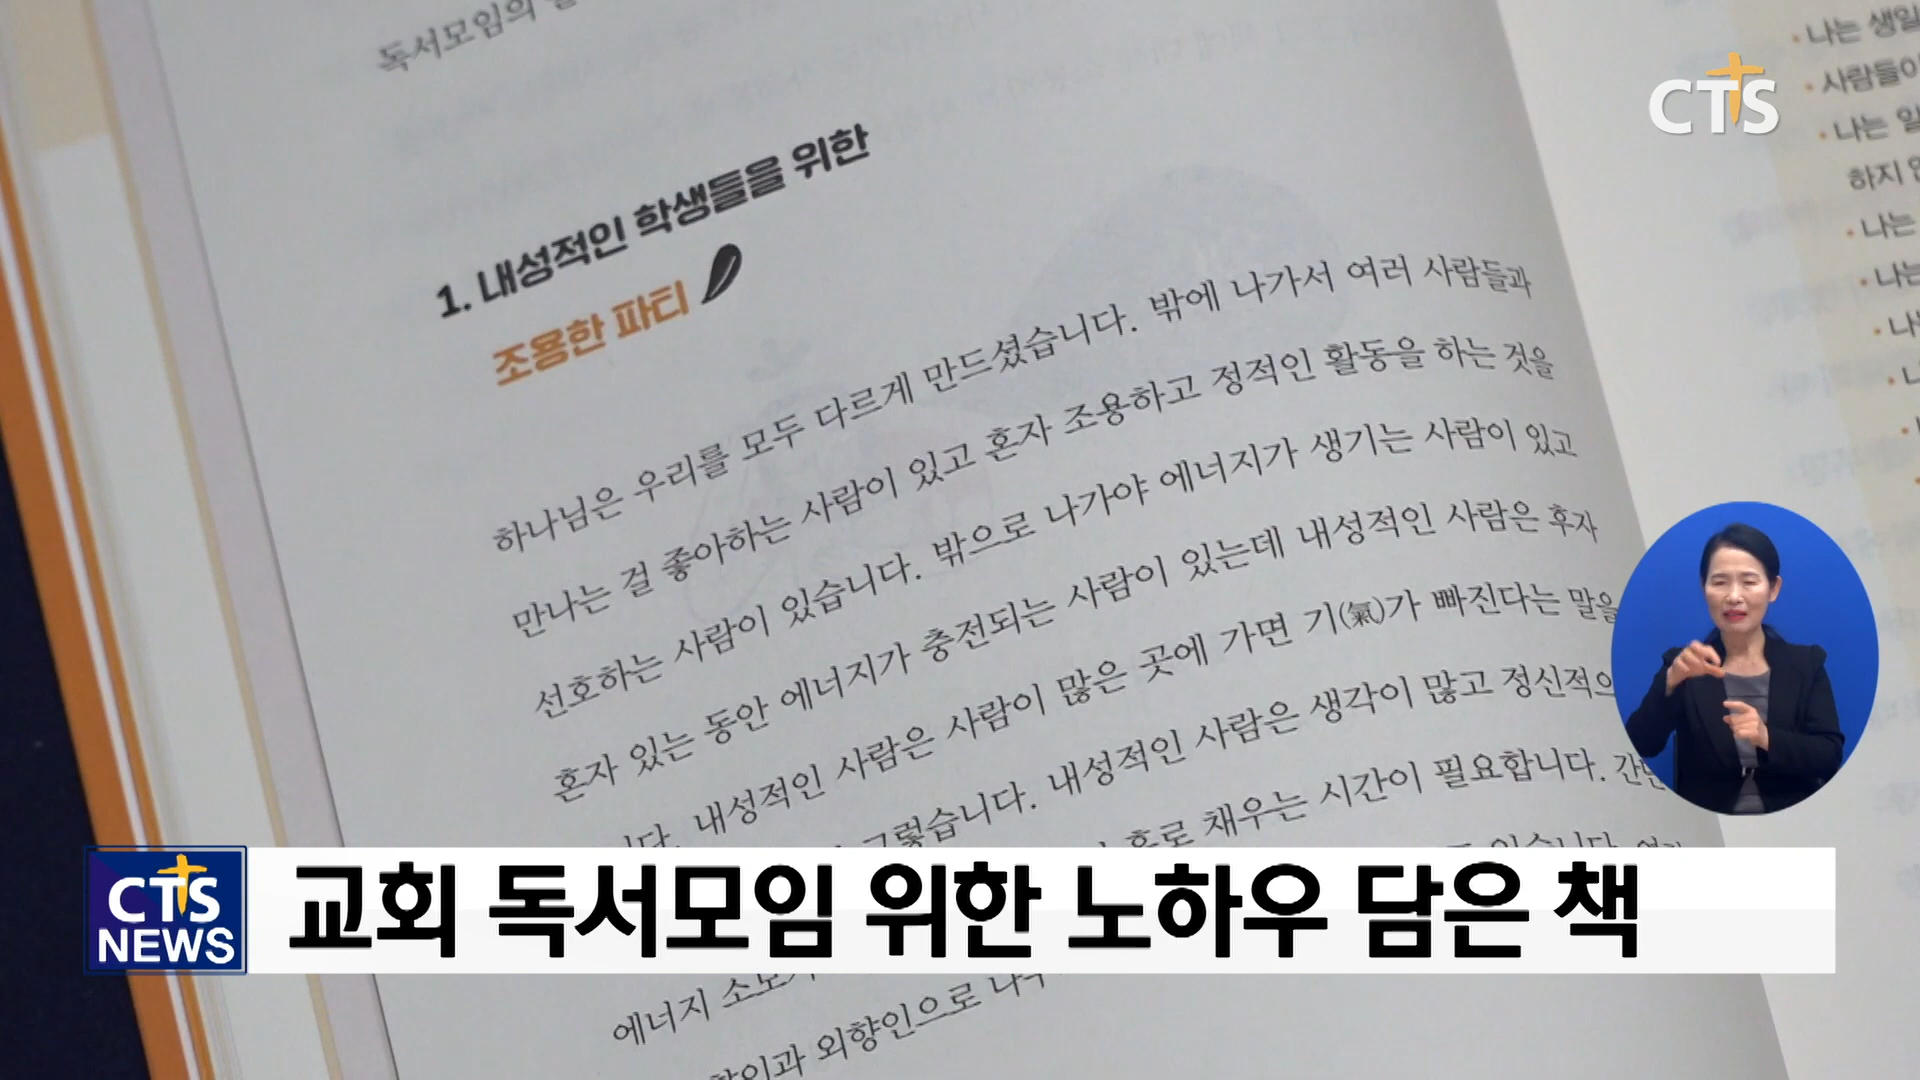 독서모임의
CTS
1. 내성적인 학생들을 위한
조용한 파티
하나님은 우리를 모두 다르게 만드셨습니다. 밖에 나가서 여러 사람들과
만나는 걸 좋아하는 사람이 있고 혼자 조용하고 정적인 활동을 하는 것을
선호하는 사람이 있습니다. 밖으로 나가야 에너지가 생기는 사람이 있고
혼자 있는 동안 에너지가 충전되는 사람이 있는데 내성적인 사람은 후자
내성적인 사람은 사람이 많은 곳에 가면 기(氣)가 빠진다는 말을
그렇습니다. 내성적인 사람은 생각이 많고 정신적으
홀로 채우는 시간이 필요합니다.
에너지
외향인으로
• 나는 생일
• 사람들이
• 나는 일
하지
• 나는
• 나는
CTS
NEWS
교회 독서모임 위한 노하우 담은 책